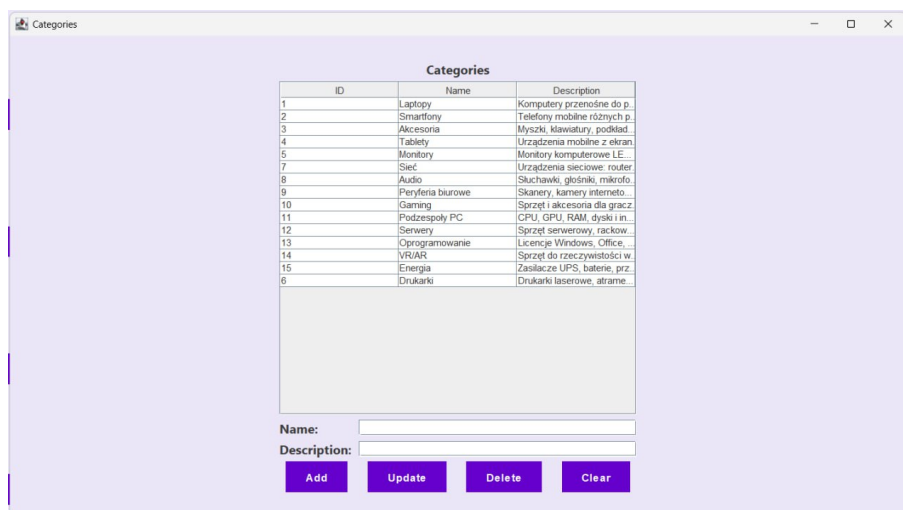 Categories
Categories
ID Name Description
1 Laptopy Komputery przenośne do p...
2 Smartfony Telefony mobilne różnych p...
3 Akcesoria Myszki, klawiatury, podkład...
4 Tablety Urządzenia mobilne z ekran...
5 Monitory Monitory komputerowe LE...
7 Sieć Urządzenia sieciowe: router...
8 Audio Słuchawki, głośniki, mikrofo...
9 Peryferia biurowe Skanery, kamery interneto...
10 Gaming Sprzęt i akcesoria dla gracz...
11 Podzespoły PC CPU, GPU, RAM, dyski i in...
12 Serwery Sprzęt serwerowy, rackow...
13 Oprogramowanie Licencje Windows, Office, ...
14 VR/AR Sprzęt do rzeczywistości w...
15 Energia Zasilacze UPS, baterie, prz...
6 Drukarki Drukarki laserowe, atrame...
Name:
Description:
Add Update Delete Clear